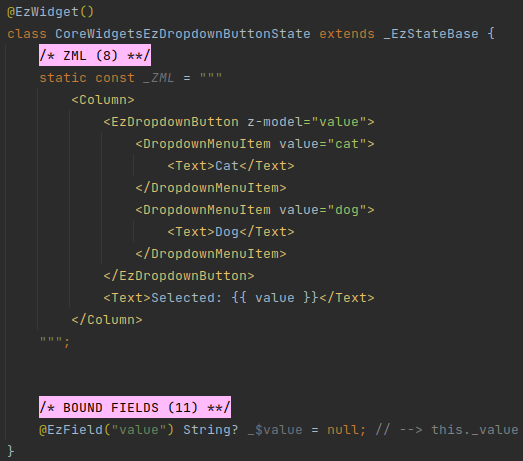 @EzWidget()
class CoreWidgetsEzDropdownButtonState extends _EzStateBase {
/* ZML (8) **/
static const _ZML = """
<Column>
<EzDropdownButton z-model="value">
<DropdownMenuItem value="cat">
<Text>Cat</Text>
</DropdownMenuItem>
<DropdownMenuItem value="dog">
<Text>Dog</Text>
</DropdownMenuItem>
</EzDropdownButton>
<Text>Selected: {{ value }}</Text>
</Column>
""";
/* BOUND FIELDS (11) **/
@EzField("value") String? _$value = null; // --> this._value
}